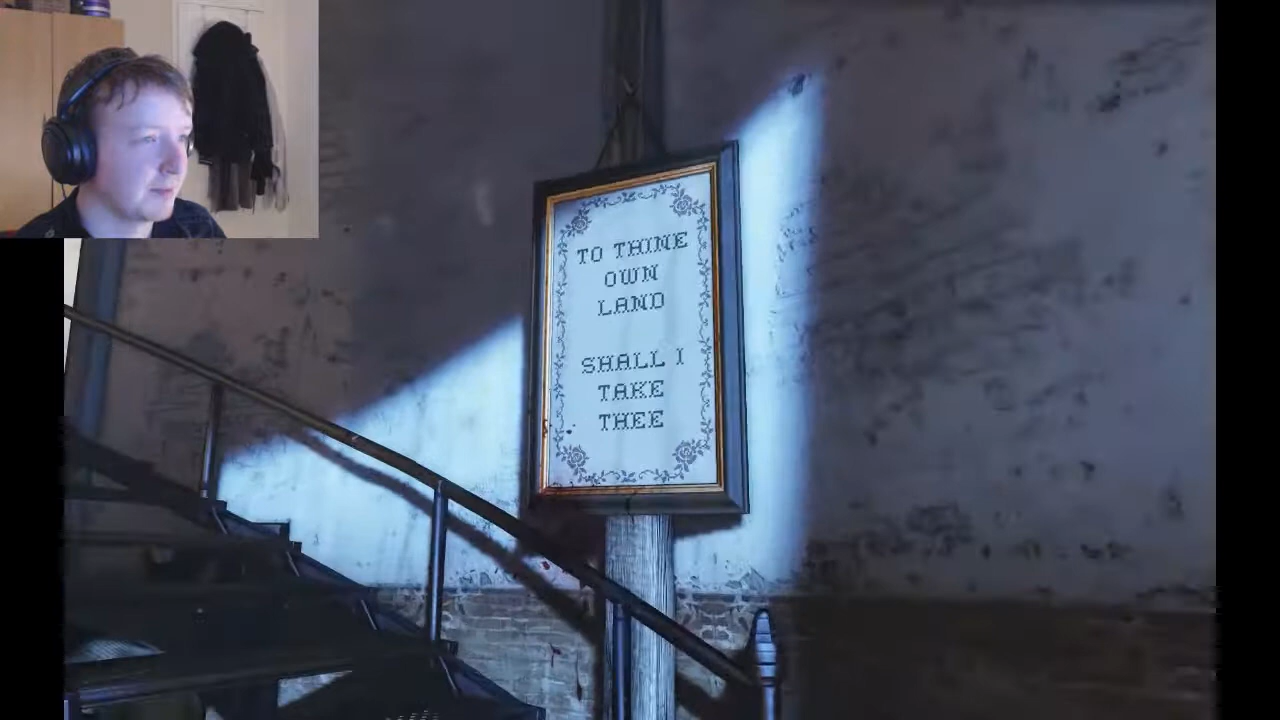 TO THINE
OWN
LAND
SHALL I
TAKE
THEE